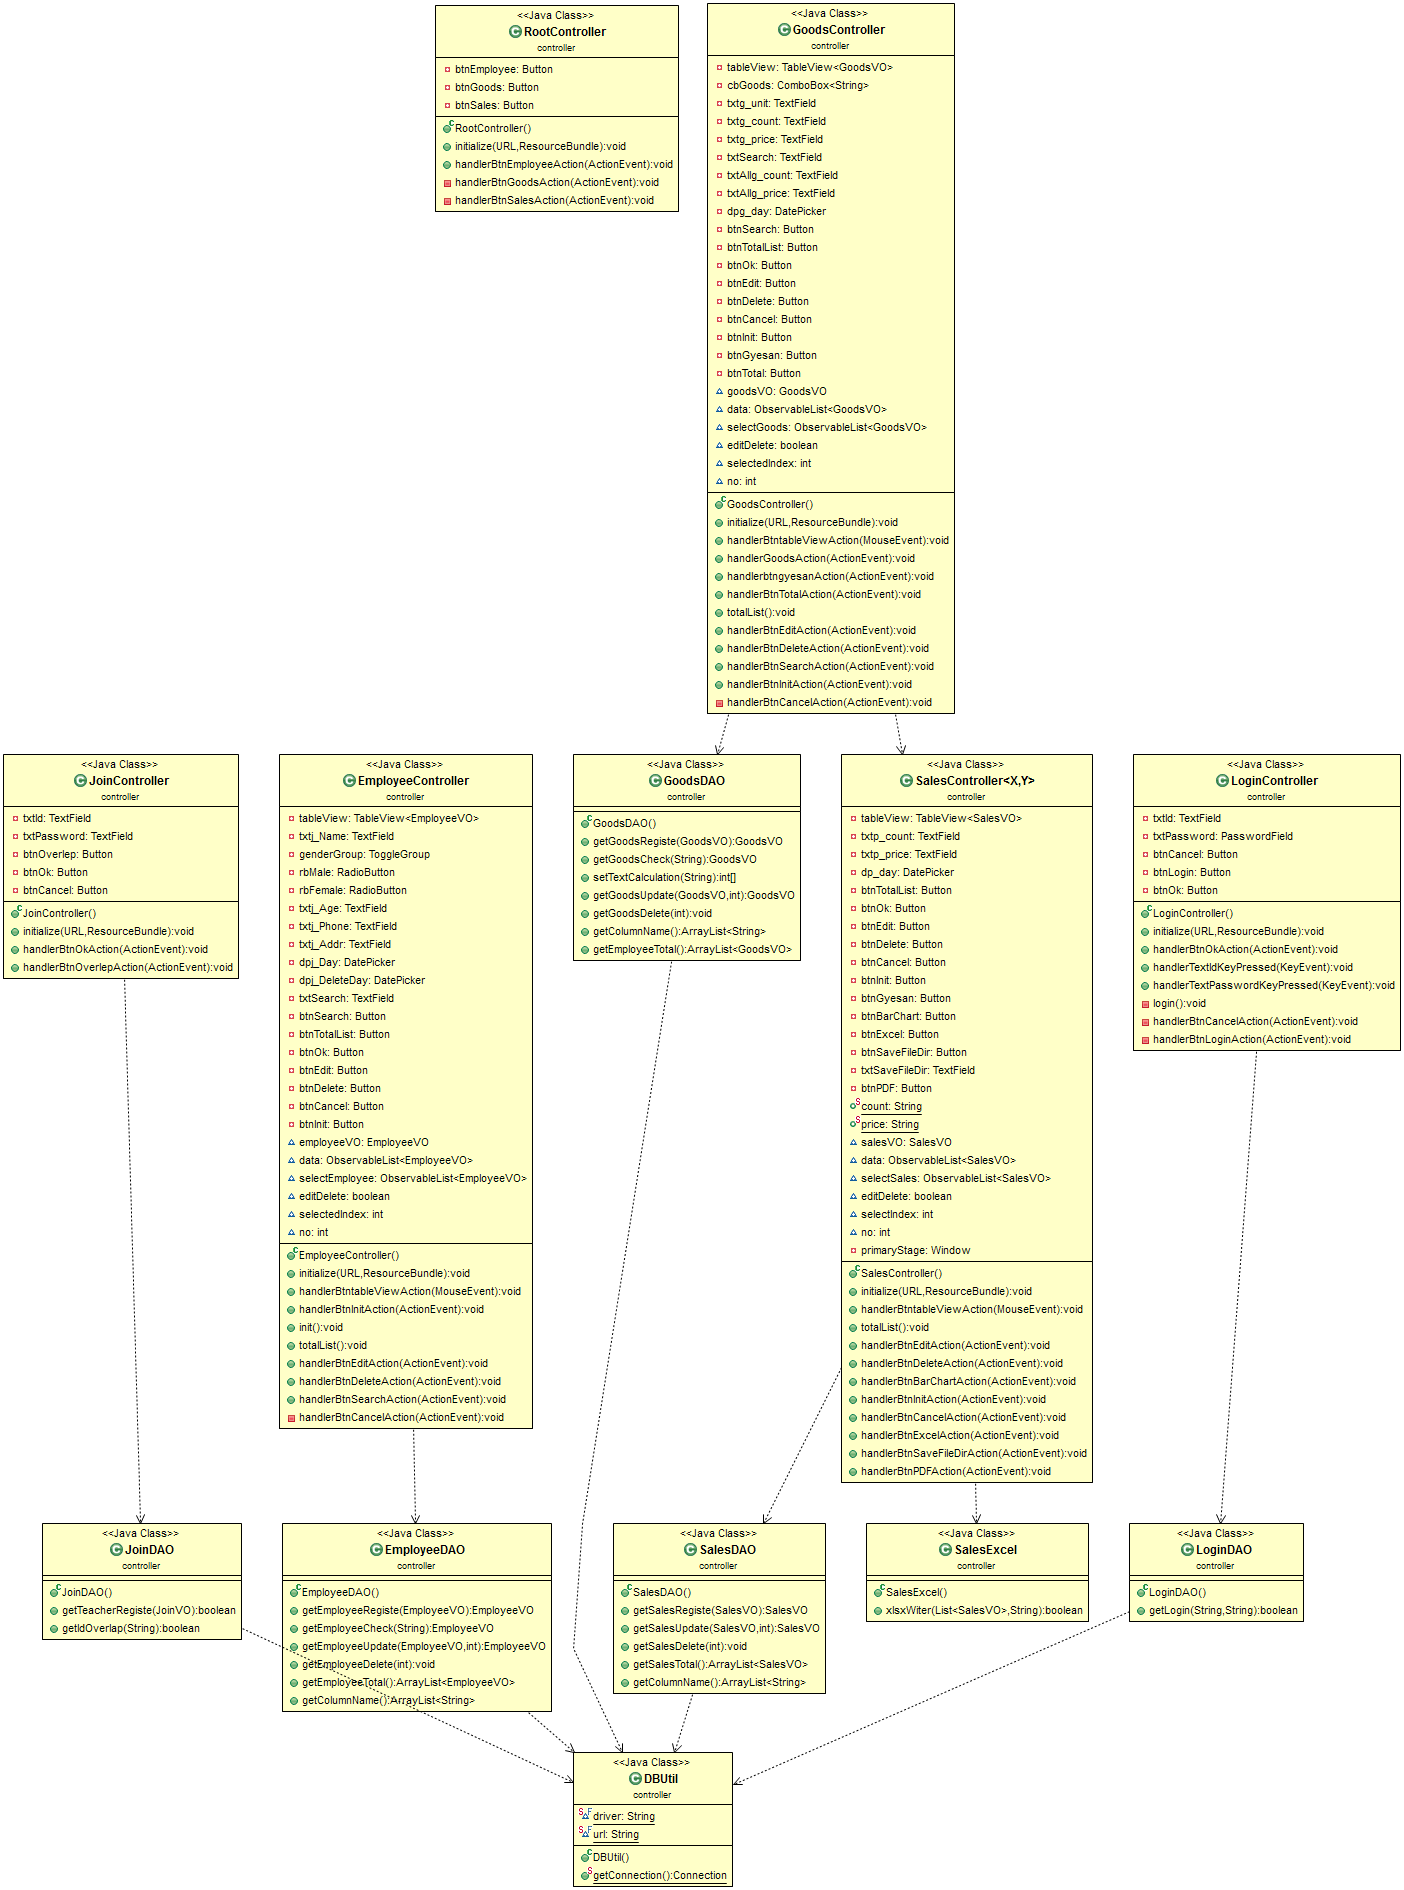 <<Java Class>>
RootController
controller
btnEmployee: Button
btnGoods: Button
btnSales: Button
RootController()
initialize(URL,ResourceBundle):void
handlerBtnEmployeeAction(ActionEvent):void
handlerBtnGoodsAction(ActionEvent):void
handlerBtnSalesAction(ActionEvent):void
<<Java Class>>
GoodsController
controller
tableView: TableView<GoodsVO>
cbGoods: ComboBox<String>
txtg_unit: TextField
txtg_count: TextField
txtg_price: TextField
txtSearch: TextField
txtAllg_count: TextField
txtAllg_price: TextField
dpg_day: DatePicker
btnSearch: Button
btnTotalList: Button
btnOk: Button
btnEdit: Button
btnDelete: Button
btnCancel: Button
btnInit: Button
btnGyesan: Button
btnTotal: Button
goodsVO: GoodsVO
data: ObservableList<GoodsVO>
selectGoods: ObservableList<GoodsVO>
editDelete: boolean
selectedIndex: int
no: int
GoodsController()
initialize(URL,ResourceBundle):void
handlerBtntableViewAction(MouseEvent):void
handlerGoodsAction(ActionEvent):void
handlerbtngyesanAction(ActionEvent):void
handlerBtnTotalAction(ActionEvent):void
totalList():void
handlerBtnEditAction(ActionEvent):void
handlerBtnDeleteAction(ActionEvent):void
handlerBtnSearchAction(ActionEvent):void
handlerBtnInitAction(ActionEvent):void
handlerBtnCancelAction(ActionEvent):void
<<Java Class>>
JoinController
controller
txtId: TextField
txtPassword: TextField
btnOverlep: Button
btnOk: Button
btnCancel: Button
JoinController()
initialize(URL,ResourceBundle):void
handlerBtnOkAction(ActionEvent):void
handlerBtnOverlepAction(ActionEvent):void
<<Java Class>>
EmployeeController
controller
tableView: TableView<EmployeeVO>
txtj_Name: TextField
genderGroup: ToggleGroup
rbMale: RadioButton
rbFemale: RadioButton
txtj_Age: TextField
txtj_Phone: TextField
txtj_Addr: TextField
dpj_Day: DatePicker
dpj_DeleteDay: DatePicker
txtSearch: TextField
btnSearch: Button
btnTotalList: Button
btnOk: Button
btnEdit: Button
btnDelete: Button
btnCancel: Button
btnInit: Button
employeeVO: EmployeeVO
data: ObservableList<EmployeeVO>
selectEmployee: ObservableList<EmployeeVO>
editDelete: boolean
selectedIndex: int
no: int
EmployeeController()
initialize(URL,ResourceBundle):void
handlerBtntableViewAction(MouseEvent):void
handlerBtnInitAction(ActionEvent):void
init():void
totalList():void
handlerBtnEditAction(ActionEvent):void
handlerBtnDeleteAction(ActionEvent):void
handlerBtnSearchAction(ActionEvent):void
handlerBtnCancelAction(ActionEvent):void
<<Java Class>>
GoodsDAO
controller
GoodsDAO()
getGoodsRegiste(GoodsVO):GoodsVO
getGoodsCheck(String):GoodsVO
setTextCalculation(String):int[]
getGoodsUpdate(GoodsVO,int):GoodsVO
getGoodsDelete(int):void
getColumnName():ArrayList<String>
getEmployeeTotal():ArrayList<GoodsVO>
<<Java Class>>
SalesController<X,Y>
controller
tableView: TableView<SalesVO>
txtp_count: TextField
txtp_price: TextField
dp_day: DatePicker
btnTotalList: Button
btnOk: Button
btnEdit: Button
btnDelete: Button
btnCancel: Button
btnInit: Button
btnGyesan: Button
btnBarChart: Button
btnExcel: Button
btnSaveFileDir: Button
txtSaveFileDir: TextField
btnPDF: Button
count: String
price: String
salesVO: SalesVO
data: ObservableList<SalesVO>
selectSales: ObservableList<SalesVO>
editDelete: boolean
selectIndex: int
no: int
primaryStage: Window
SalesController()
initialize(URL,ResourceBundle):void
handlerBtntableViewAction(MouseEvent):void
totalList():void
handlerBtnEditAction(ActionEvent):void
handlerBtnDeleteAction(ActionEvent):void
handlerBtnBarChartAction(ActionEvent):void
handlerBtnInitAction(ActionEvent):void
handlerBtnCancelAction(ActionEvent):void
handlerBtnExcelAction(ActionEvent):void
handlerBtnSaveFileDirAction(ActionEvent):void
handlerBtnPDFAction(ActionEvent):void
<<Java Class>>
LoginController
controller
txtId: TextField
txtPassword: PasswordField
btnCancel: Button
btnLogin: Button
btnOk: Button
LoginController()
initialize(URL,ResourceBundle):void
handlerBtnOkAction(ActionEvent):void
handlerTextIdKeyPressed(KeyEvent):void
handlerTextPasswordKeyPressed(KeyEvent):void
login():void
handlerBtnCancelAction(ActionEvent):void
handlerBtnLoginAction(ActionEvent):void
<<Java Class>>
JoinDAO
controller
JoinDAO()
getTeacherRegiste(JoinVO):boolean
getIdOverlap(String):boolean
<<Java Class>>
EmployeeDAO
controller
EmployeeDAO()
getEmployeeRegiste(EmployeeVO):EmployeeVO
getEmployeeCheck(String):EmployeeVO
getEmployeeUpdate(EmployeeVO,int):EmployeeVO
getEmployeeDelete(int):void
getEmployeeTotal():ArrayList<EmployeeVO>
getColumnName():ArrayList<String>
<<Java Class>>
SalesDAO
controller
SalesDAO()
getSalesRegiste(SalesVO):SalesVO
getSalesUpdate(SalesVO,int):SalesVO
getSalesDelete(int):void
getSalesTotal():ArrayList<SalesVO>
getColumnName():ArrayList<String>
<<Java Class>>
SalesExcel
controller
SalesExcel()
xlsxWiter(List<SalesVO>,String):boolean
<<Java Class>>
LoginDAO
controller
LoginDAO()
getLogin(String,String):boolean
<<Java Class>>
DBUtil
controller
driver: String
url: String
DBUtil()
getConnection():Connection